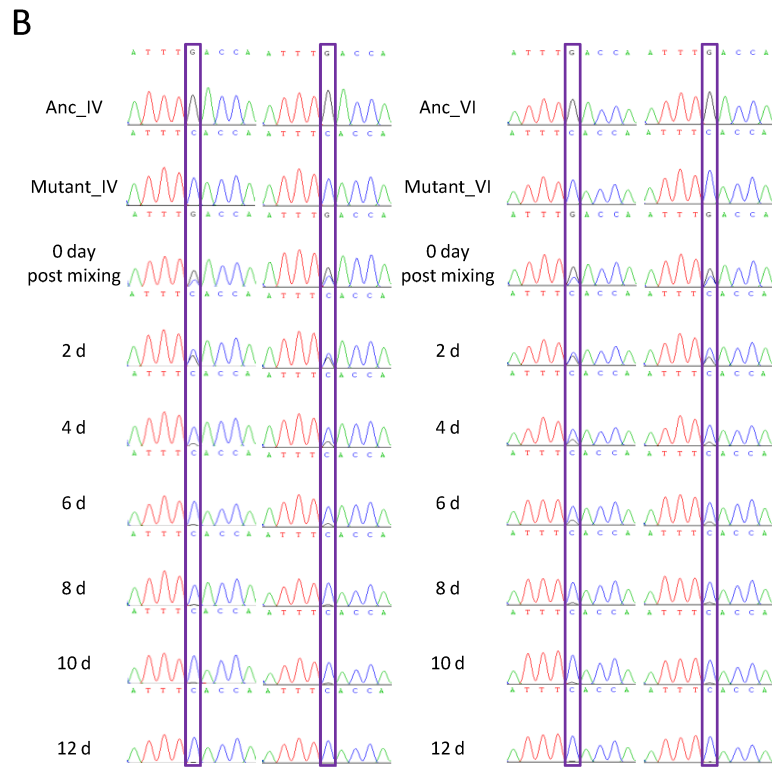 B
A T T T G A C C A A T T T G A C C A A T T T G A C C A A T T T G A C C A
Anc_IV Anc_VI
A T T T C A C C A A T T T C A C C A A T T T C A C C A A T T T C A C C A
Mutant_IV Mutant_VI
A T T T G A C C A A T T T G A C C A A T T T G A C C A A T T T G A C C A
0 day 0 day
post mixing post mixing
A T T T C A C C A A T T T C A C C A A T T T C A C C A A T T T C A C C A
2 d 2 d
A T T T C A C C A A T T T C A C C A A T T T C A C C A A T T T C A C C A
4 d 4 d
A T T T C A C C A A T T T C A C C A A T T T C A C C A A T T T C A C C A
6 d 6 d
A T T T C A C C A A T T T C A C C A A T T T C A C C A A T T T C A C C A
8 d 8 d
A T T T C A C C A A T T T C A C C A A T T T C A C C A A T T T C A C C A
10 d 10 d
A T T T C A C C A A T T T C A C C A A T T T C A C C A A T T T C A C C A
12 d 12 d